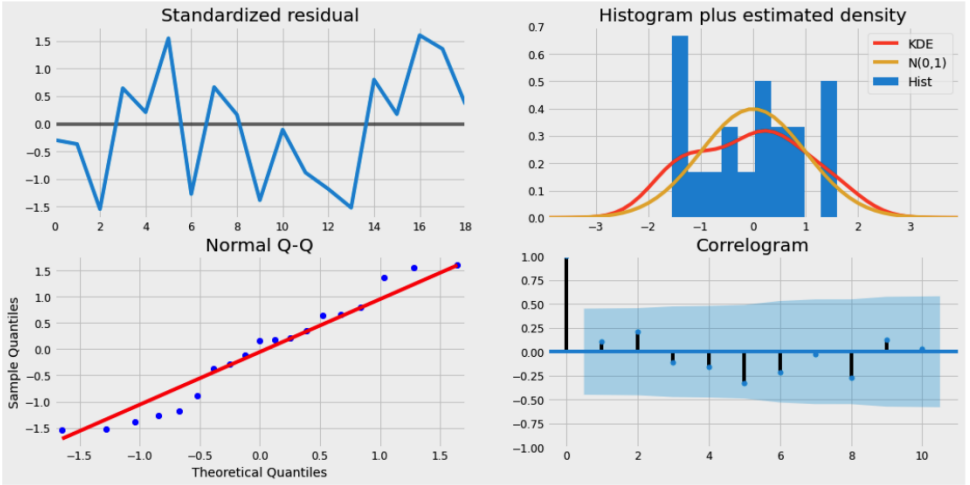 Standardized residual
1.5
1.0
0.5
0.0
−0.5
−1.0
−1.5
0 2 4 6 8 10 12 14 16 18
Histogram plus estimated density
0.7
0.6
0.5
0.4
0.3
0.2
0.1
0.0
−3 −2 −1 0 1 2 3
KDE
N(0,1)
Hist
Normal Q-Q
Sample Quantiles
1.5
1.0
0.5
0.0
−0.5
−1.0
−1.5
−1.5 −1.0 −0.5 0.0 0.5 1.0 1.5
Theoretical Quantiles
Correlogram
1.00
0.75
0.50
0.25
0.00
−0.25
−0.50
−0.75
−1.00
0 2 4 6 8 10